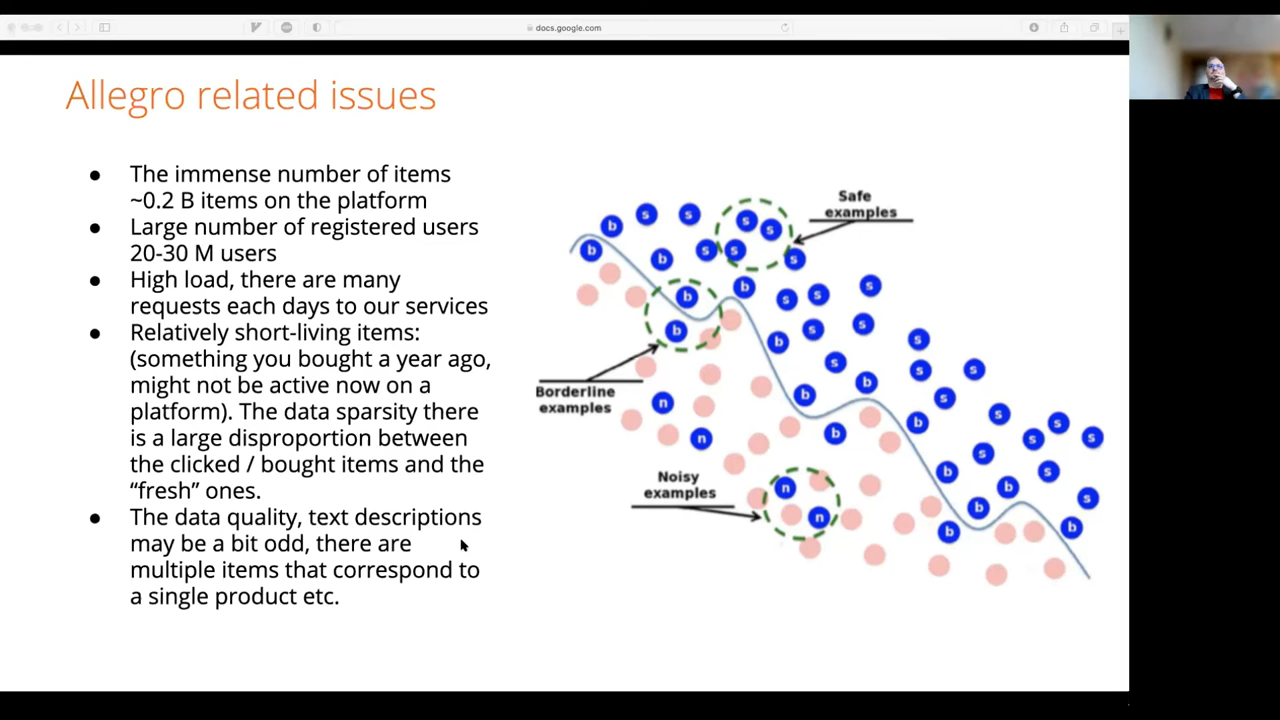 docs.google.com
Allegro related issues
● The immense number of items
~0.2 B items on the platform
● Large number of registered users
20-30 M users
● High load, there are many
requests each days to our services
● Relatively short-living items:
(something you bought a year ago,
might not be active now on a
platform). The data sparsity there
is a large disproportion between
the clicked / bought items and the
“fresh” ones.
● The data quality, text descriptions
may be a bit odd, there are
multiple items that correspond to
a single product etc.
Safe
examples
s s s
b
s
b s s s
b
b b s
s s s
b s
b s s
s s
b b s
s
b s s
n b s s
n s
b s
n b s
n b
b b
Borderline
examples
Noisy
examples